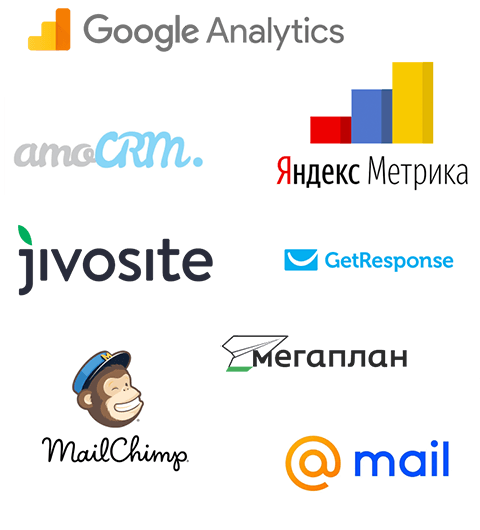 Google Analytics
amoCRM.
Яндекс Метрика
jivosite
GetResponse
мегаплан
MailChimp
@ mail